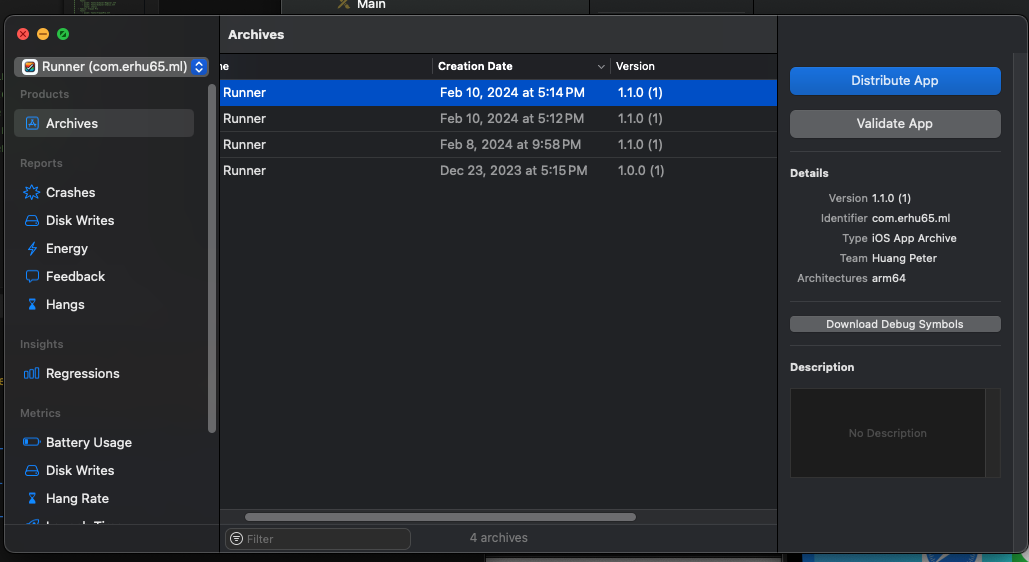 Main
Archives
Runner (com.erhu65.ml)
Products
Archives
Reports
Crashes
Disk Writes
Energy
Feedback
Hangs
Insights
Regressions
Metrics
Battery Usage
Disk Writes
Hang Rate
Creation Date
Version
Runner Feb 10, 2024 at 5:14 PM 1.1.0 (1)
Runner Feb 10, 2024 at 5:12 PM 1.1.0 (1)
Runner Feb 8, 2024 at 9:58 PM 1.1.0 (1)
Runner Dec 23, 2023 at 5:15 PM 1.0.0 (1)
Filter
4 archives
Distribute App
Validate App
Details
Version 1.1.0 (1)
Identifier com.erhu65.ml
Type iOS App Archive
Team Huang Peter
Architectures arm64
Download Debug Symbols
Description
No Description